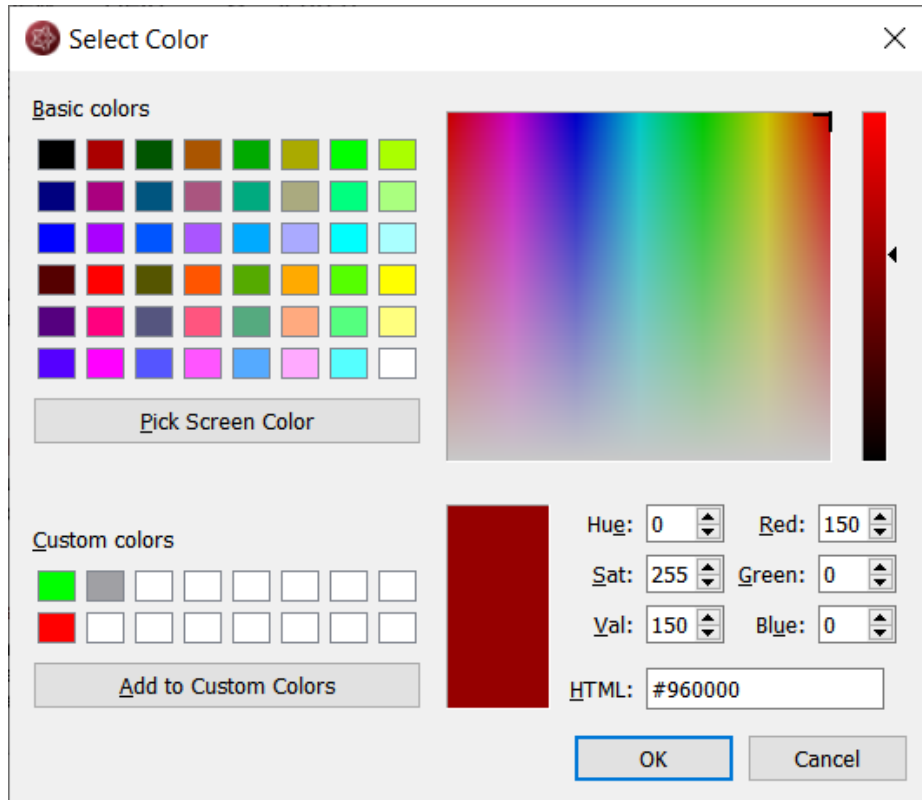 Select Color
Basic colors
Pick Screen Color
Custom colors
Add to Custom Colors
Hue: 0 Red: 150
Sat: 255 Green: 0
Val: 150 Blue: 0
HTML: #960000
OK Cancel